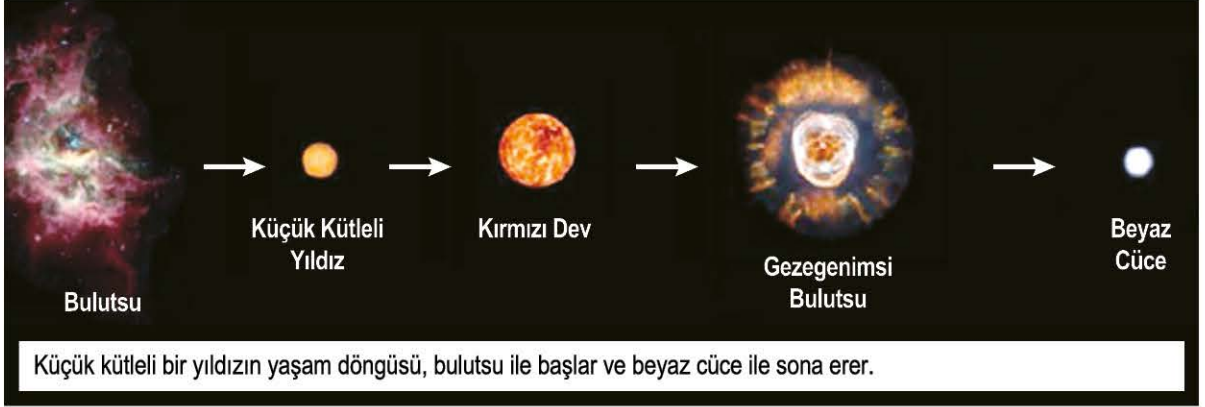 Bulutsu
Küçük Kütleli
Yıldız
Kırmızı Dev
Gezegenimsi
Bulutsu
Beyaz
Cüce
Küçük kütleli bir yıldızın yaşam döngüsü, bulutsu ile başlar ve beyaz cüce ile sona erer.